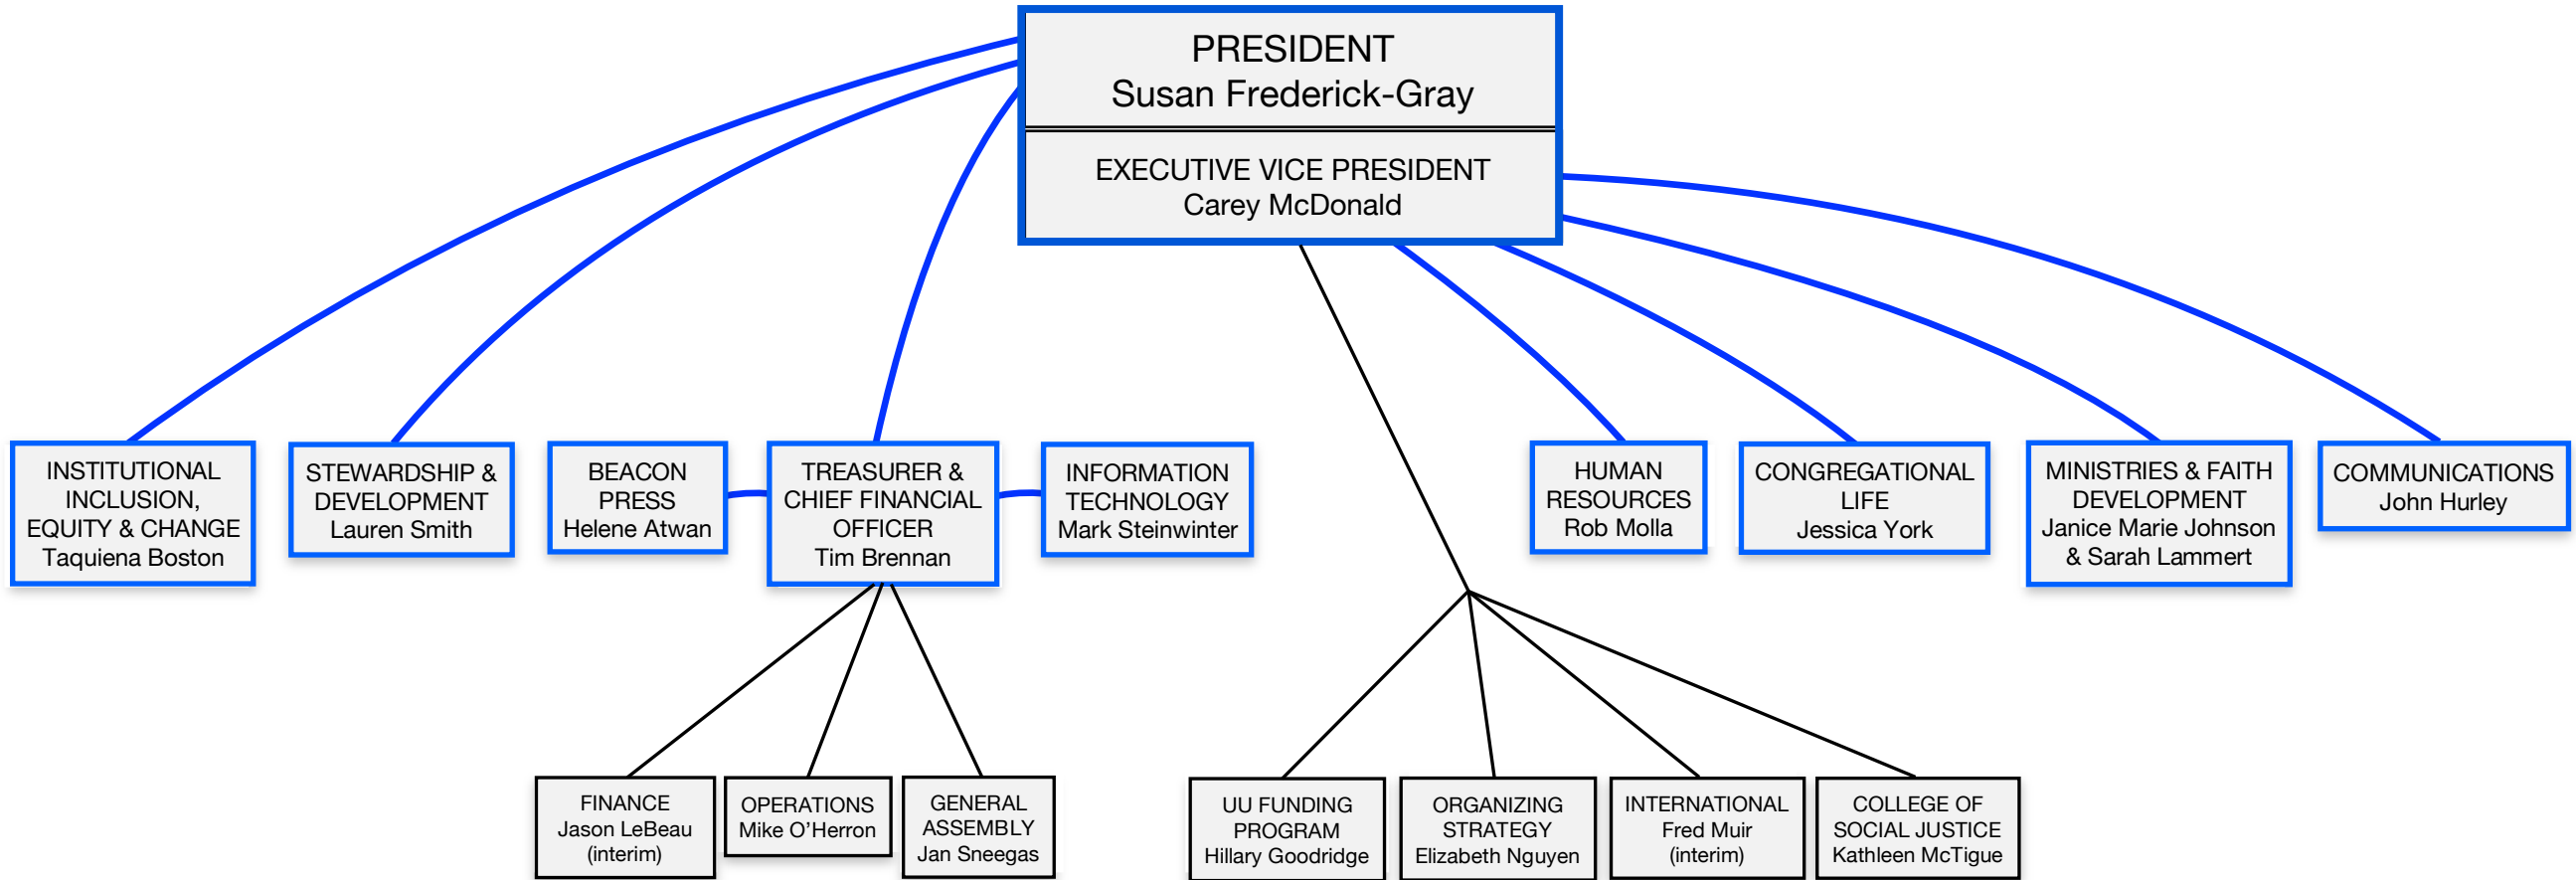 PRESIDENT
Susan Frederick-Gray
EXECUTIVE VICE PRESIDENT
Carey McDonald
INSTITUTIONAL
INCLUSION,
EQUITY & CHANGE
Taquiena Boston
STEWARDSHIP &
DEVELOPMENT
Lauren Smith
BEACON
PRESS
Helene Atwan
TREASURER &
CHIEF FINANCIAL
OFFICER
Tim Brennan
INFORMATION
TECHNOLOGY
Mark Steinwinter
HUMAN
RESOURCES
Rob Molla
CONGREGATIONAL
LIFE
Jessica York
MINISTRIES & FAITH
DEVELOPMENT
Janice Marie Johnson
& Sarah Lammert
COMMUNICATIONS
John Hurley
FINANCE
Jason LeBeau
(interim)
OPERATIONS
Mike O’Herron
GENERAL
ASSEMBLY
Jan Sneegas
UU FUNDING
PROGRAM
Hillary Goodridge
ORGANIZING
STRATEGY
Elizabeth Nguyen
INTERNATIONAL
Fred Muir
(interim)
COLLEGE OF
SOCIAL JUSTICE
Kathleen McTigue